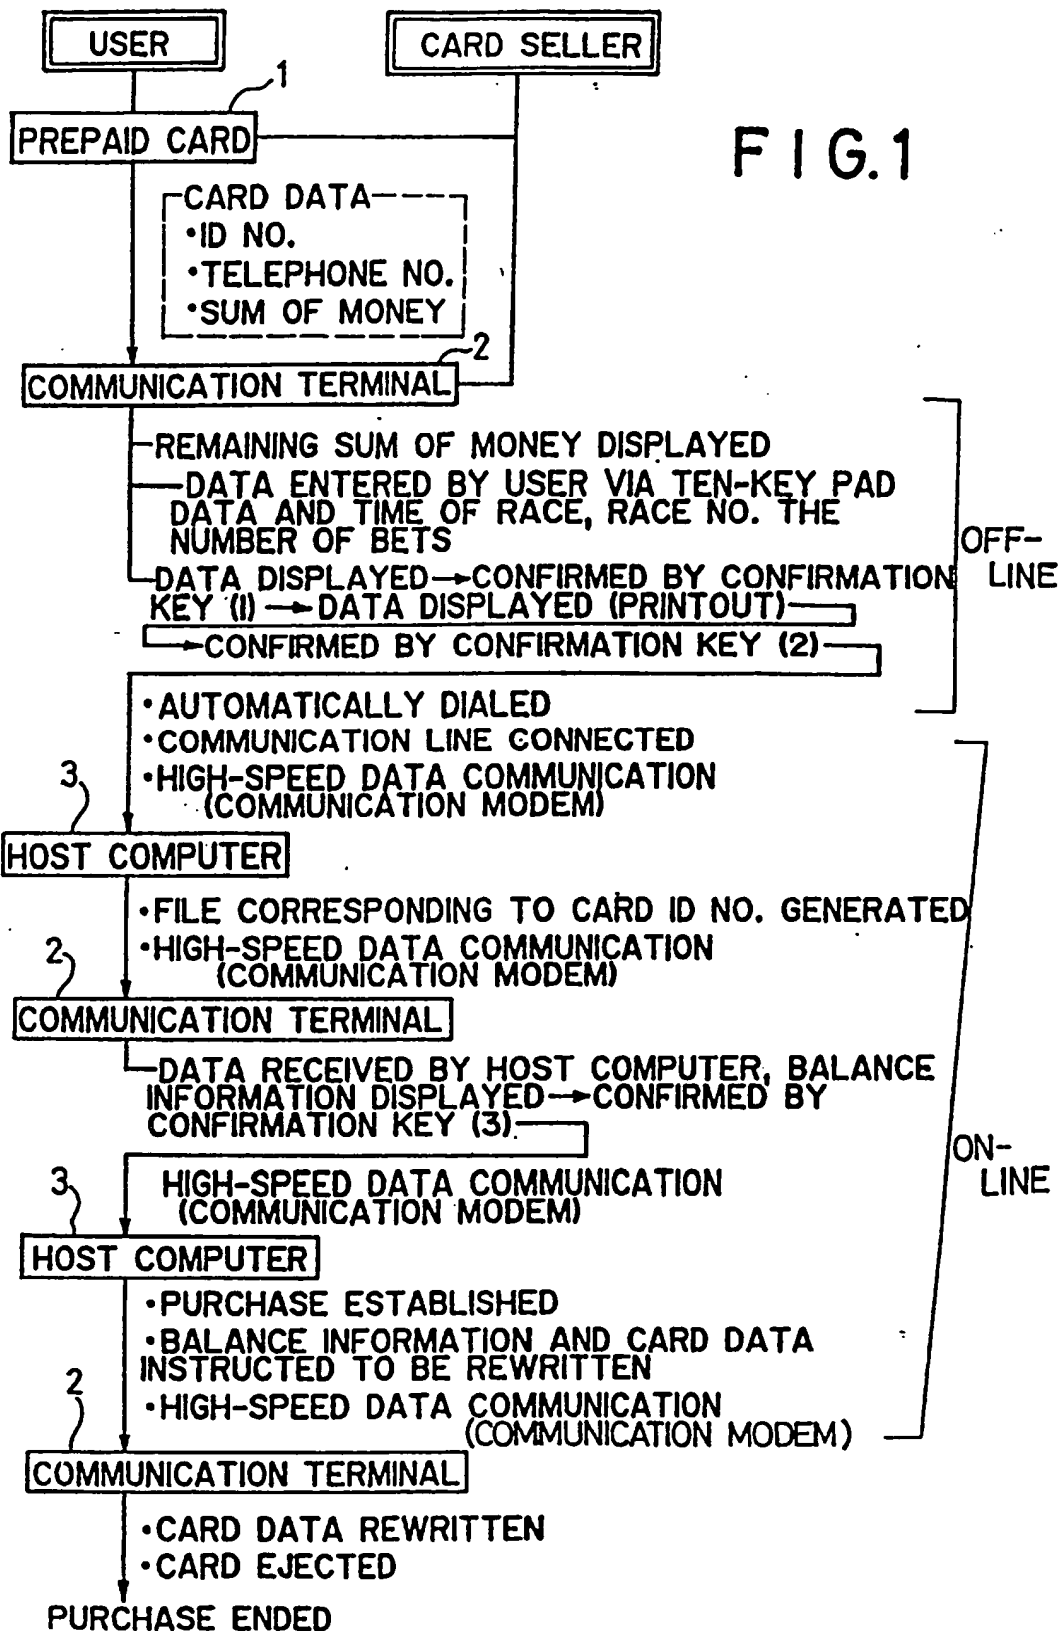 USER
CARD SELLER
1
PREPAID CARD
FIG.1
CARD DATA
•ID NO.
•TELEPHONE NO.
•SUM OF MONEY
2
COMMUNICATION TERMINAL
REMAINING SUM OF MONEY DISPLAYED
DATA ENTERED BY USER VIA TEN-KEY PAD
DATA AND TIME OF RACE, RACE NO. THE
NUMBER OF BETS
OFF-
LINE
DATA DISPLAYED→CONFIRMED BY CONFIRMATION
KEY (1)→DATA DISPLAYED (PRINTOUT)
→CONFIRMED BY CONFIRMATION KEY (2)
•AUTOMATICALLY DIALED
•COMMUNICATION LINE CONNECTED
•HIGH-SPEED DATA COMMUNICATION
(COMMUNICATION MODEM)
3
HOST COMPUTER
•FILE CORRESPONDING TO CARD ID NO. GENERATED
•HIGH-SPEED DATA COMMUNICATION
(COMMUNICATION MODEM)
2
COMMUNICATION TERMINAL
DATA RECEIVED BY HOST COMPUTER, BALANCE
INFORMATION DISPLAYED→CONFIRMED BY
CONFIRMATION KEY (3)
ON-
LINE
HIGH-SPEED DATA COMMUNICATION
(COMMUNICATION MODEM)
3
HOST COMPUTER
•PURCHASE ESTABLISHED
•BALANCE INFORMATION AND CARD DATA
INSTRUCTED TO BE REWRITTEN
•HIGH-SPEED DATA COMMUNICATION
(COMMUNICATION MODEM)
2
COMMUNICATION TERMINAL
•CARD DATA REWRITTEN
•CARD EJECTED
PURCHASE ENDED